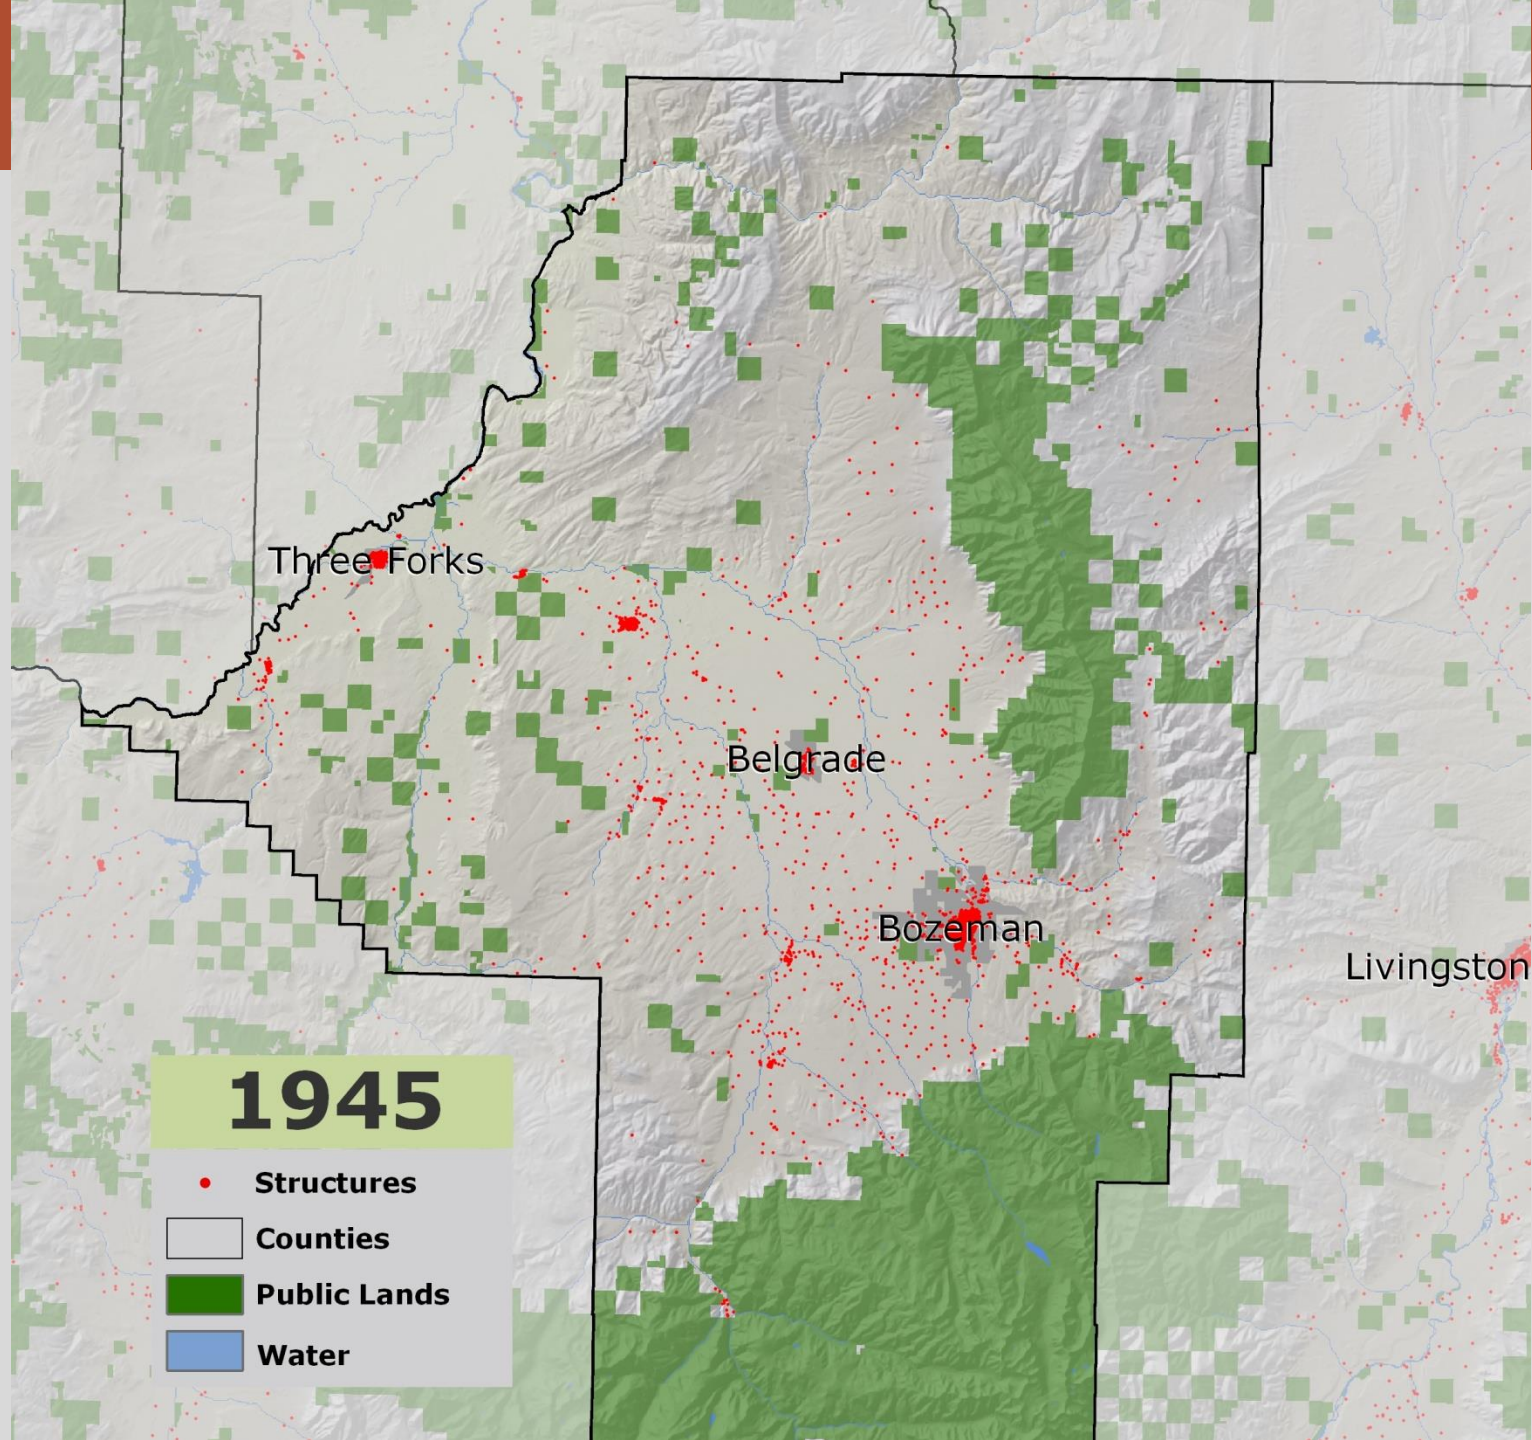 Three Forks
Belgrade
Bozeman
Livingston
1945
Structures
Counties
Public Lands
Water